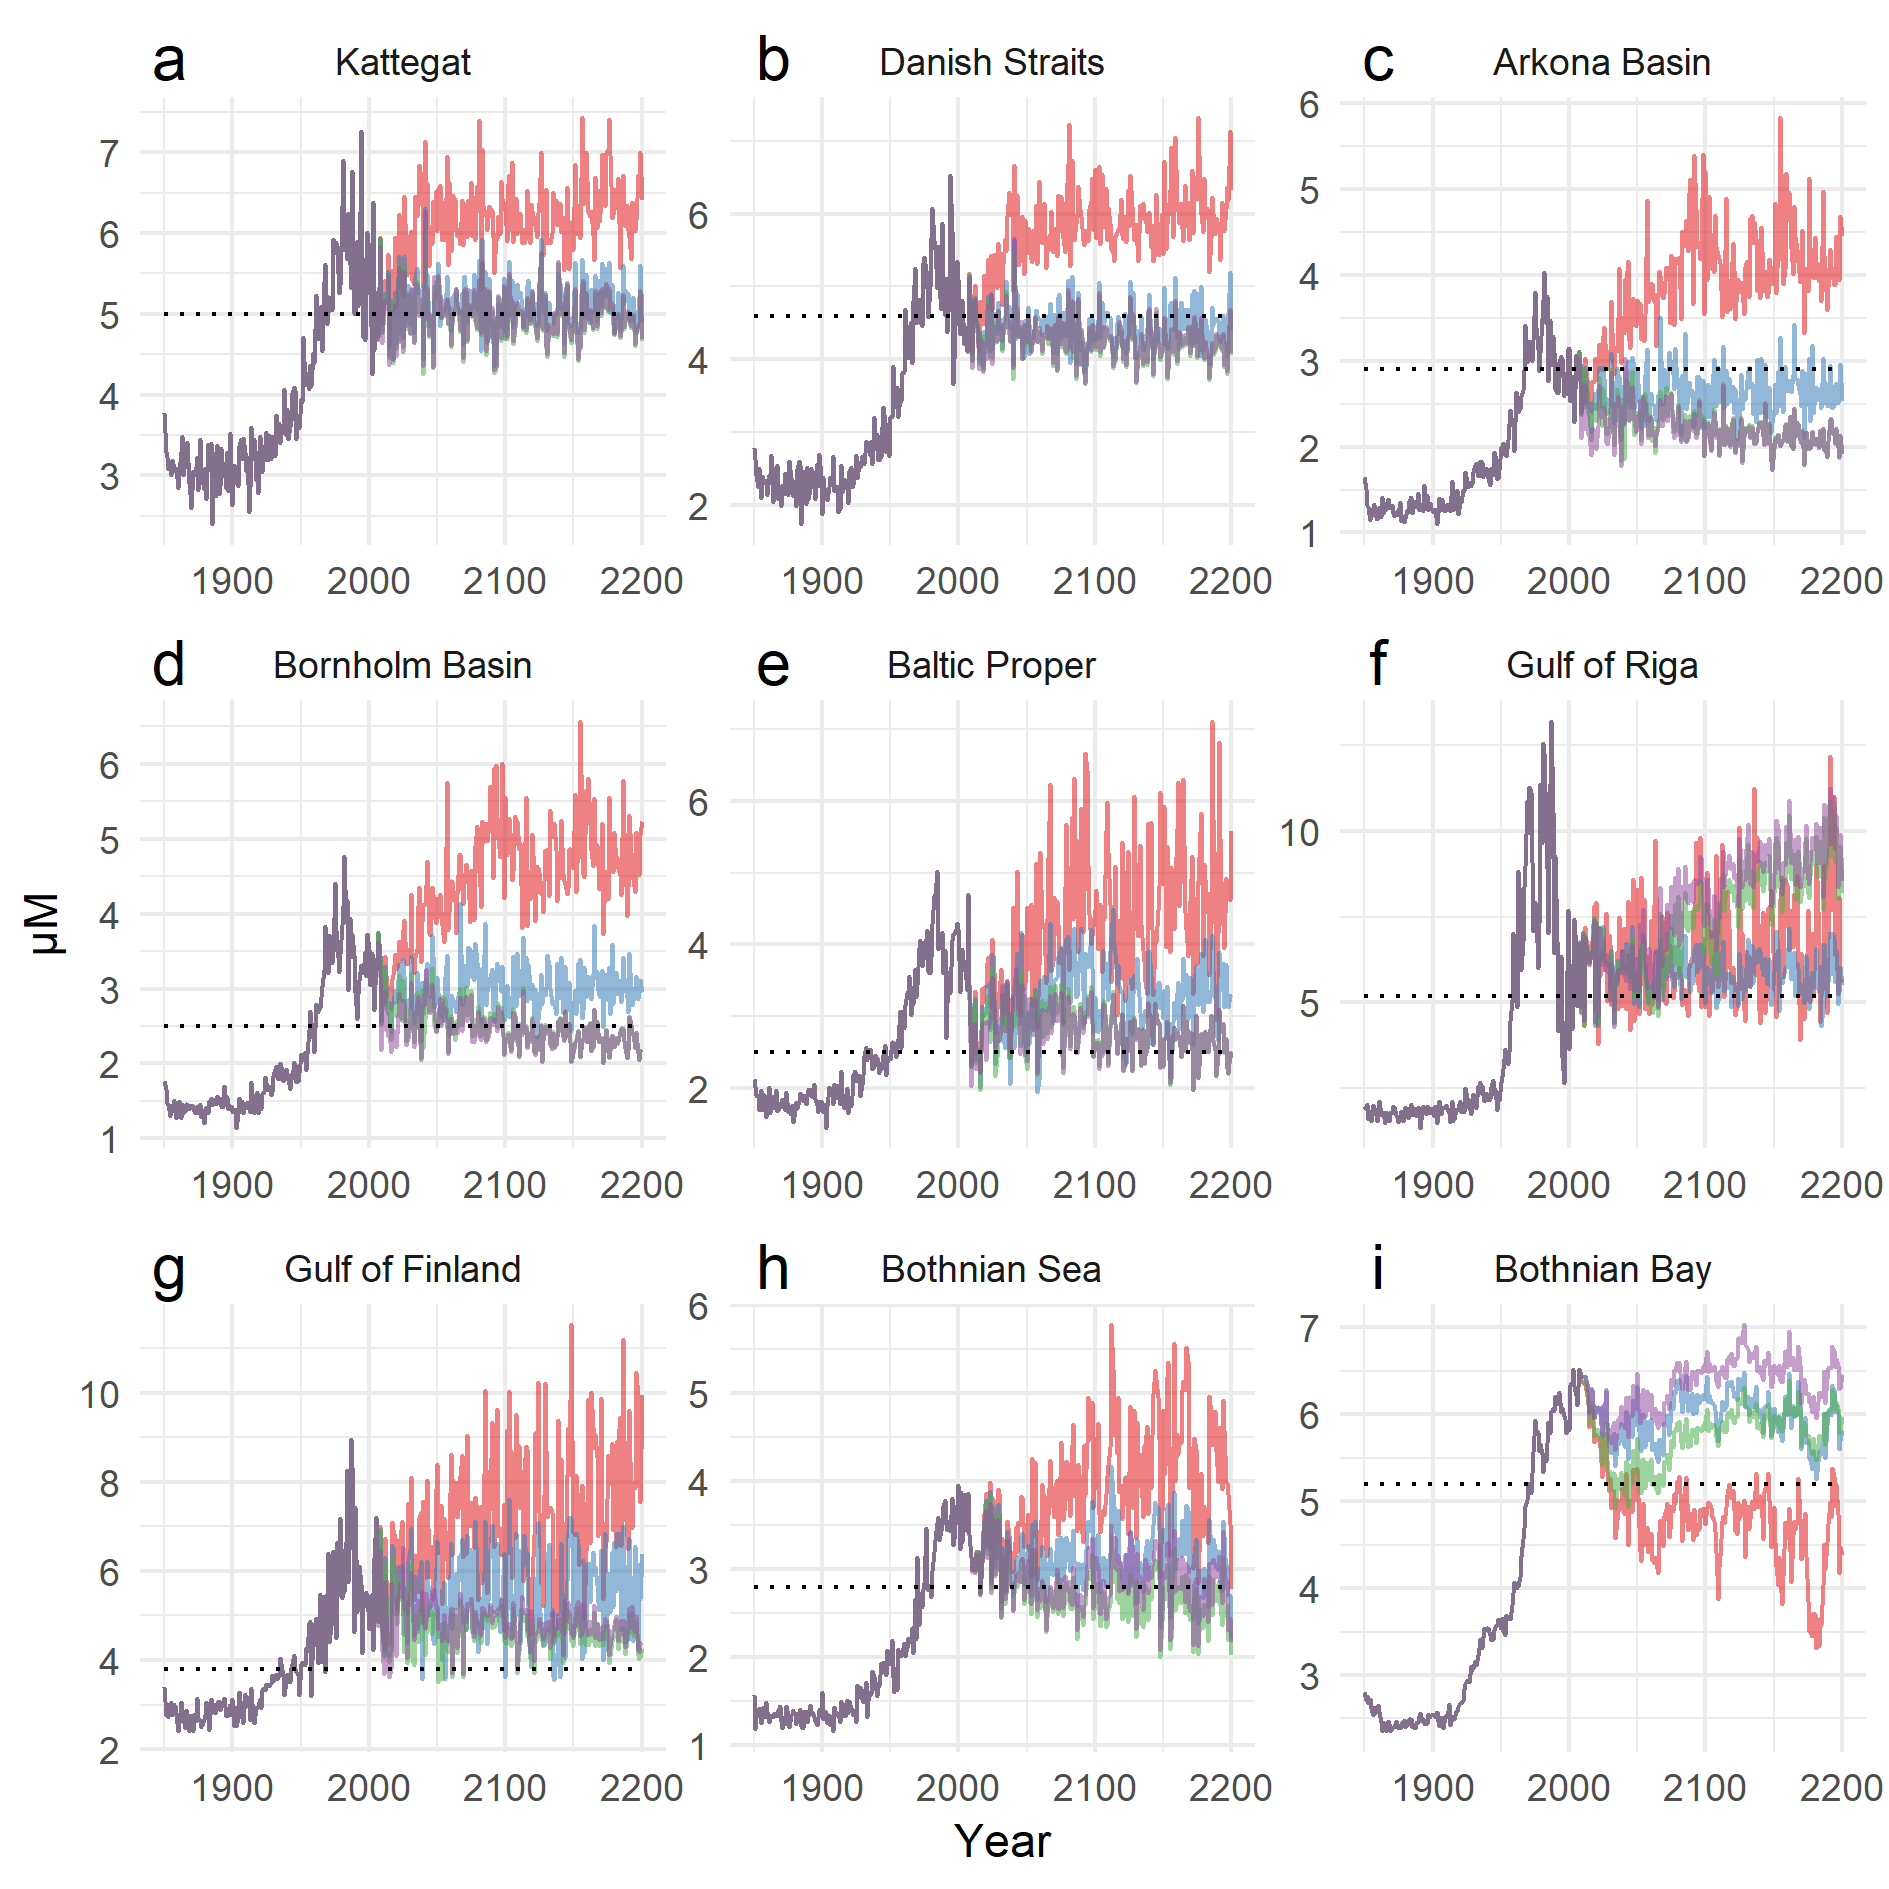 a Kattegat
b Danish Straits
c Arkona Basin
7
6
5
4
3
6
4
2
6
5
4
3
2
1
1900 2000 2100 2200
1900 2000 2100 2200
1900 2000 2100 2200
d Bornholm Basin
e Baltic Proper
f Gulf of Riga
6
5
4
3
2
1
6
4
2
10
5
µM
1900 2000 2100 2200
1900 2000 2100 2200
1900 2000 2100 2200
g Gulf of Finland
h Bothnian Sea
i Bothnian Bay
10
8
6
4
2
6
5
4
3
2
1
7
6
5
4
3
1900 2000 2100 2200
1900 2000 2100 2200
1900 2000 2100 2200
Year